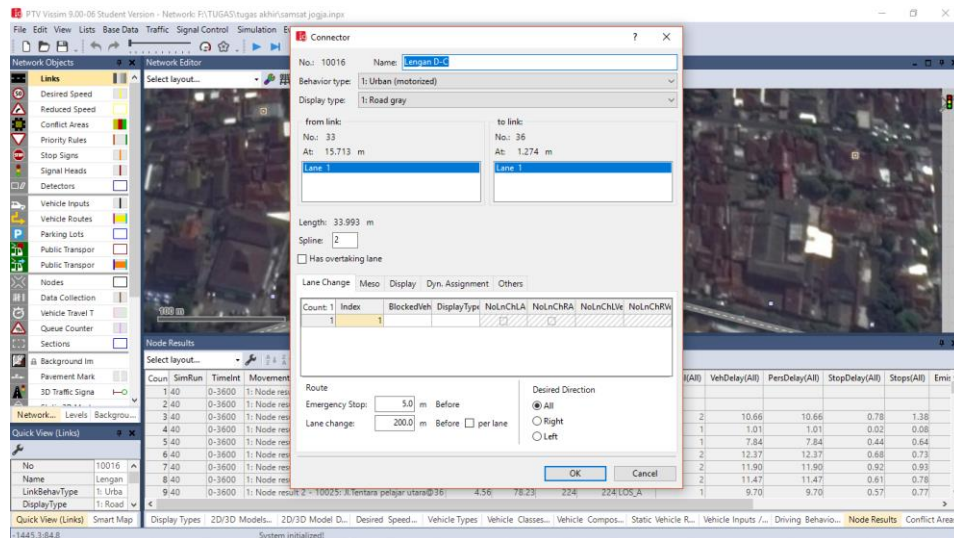 PTV Vissim 9.00-06 Student Version - Network: F:\TUGAS\tugas akhir\samsat jogja.inpx
File Edit View Lists Base Data Traffic Signal Control Simulation
Network Objects
Network Editor
Select layout...
Links
Desired Speed
Reduced Speed
Conflict Areas
Priority Rules
Stop Signs
Signal Heads
Detectors
Vehicle Inputs
Vehicle Routes
Parking Lots
Public Transpor
Public Transpor
Nodes
Data Collection
Vehicle Travel T
Queue Counter
Sections
Background Im
Pavement Mark
3D Traffic Signa
Network... Levels Backgrou...
Quick View (Links)
No 10016
Name Lengan
LinkBehavType 1: Urba
DisplayType 1: Road
Quick View (Links) Smart Map
100 m
Connector
? X
No.: 10016 Name: Lengan D-C
Behavior type: 1: Urban (motorized)
Display type: 1: Road gray
from link:
No.: 33
At: 15.713 m
Lane 1
to link:
No.: 36
At: 1.274 m
Lane 1
Length: 33.993 m
Spline: 2
Has overtaking lane
Lane Change Meso Display Dyn. Assignment Others
Count: 1 Index BlockedVeh DisplayType NoLnChLA NoLnChRA NoLnChLVe NoLnChRVe
1 1
Route
Emergency Stop: 5.0 m Before
Lane change: 200.0 m Before per lane
Desired Direction
All
Right
Left
OK Cancel
Node Results
Select layout...
Coun SimRun TimeInt Movement l(All) VehDelay(All) PersDelay(All) StopDelay(All) Stops(All) Emis
1 40 0-3600 1: Node res
2 40 0-3600 1: Node res
3 40 0-3600 1: Node res 2 10.66 10.66 0.78 1.38
4 40 0-3600 1: Node res 1 1.01 1.01 0.02 0.08
5 40 0-3600 1: Node res 1 7.84 7.84 0.44 0.64
6 40 0-3600 1: Node res 2 12.37 12.37 0.68 0.73
7 40 0-3600 1: Node res 2 11.90 11.90 0.92 0.93
8 40 0-3600 1: Node res 2 11.47 11.47 0.61 0.78
9 40 0-3600 1: Node result 2 - 10025: Jl.Tentara pelajar utara@36 4.56 78.23 224 224 LOS_A 1 9.70 9.70 0.57 0.77
Display Types 2D/3D Models... 2D/3D Model D... Desired Speed... Vehicle Types Vehicle Classes... Vehicle Compos... Static Vehicle R... Vehicle Inputs /... Driving Behavio... Node Results Conflict Areas
-1445.3:84.8 System initialized!